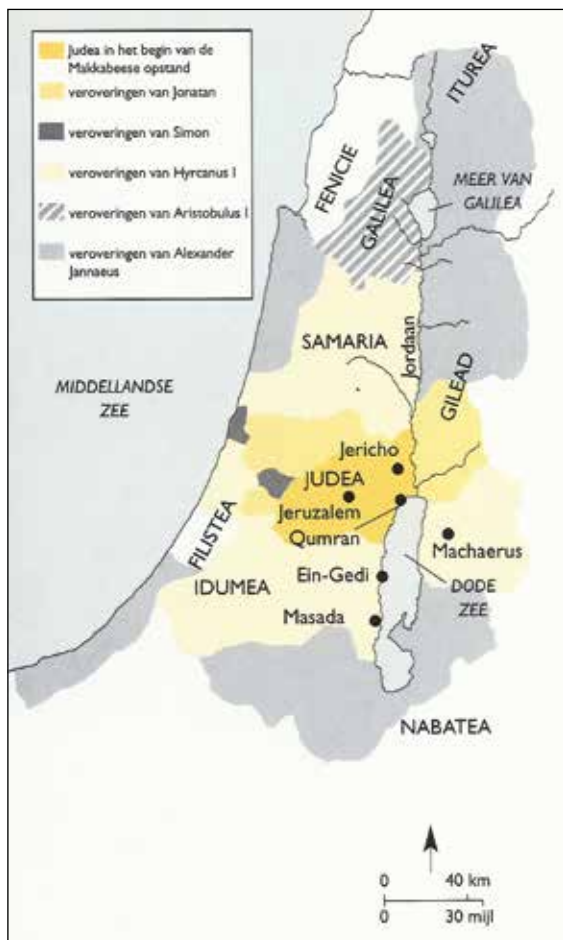 Judea in het begin van de
Makkabeese opstand
veroveringen van Jonatan
veroveringen van Simon
veroveringen van Hyrcanus I
veroveringen van Aristobulus I
veroveringen van Alexander
Jannaeus
ITUREA
FENICIE
GALILEA
MEER VAN
GALILEA
SAMARIA
Jordaan
MIDDELLANDSE
ZEE
GILEAD
Jericho
JUDEA
Jeruzalem
Qumran
FILISTEA
Machaerus
Ein-Gedi
IDUMEA
DODE
ZEE
Masada
NABATEA
0 40 km
0 30 mijl